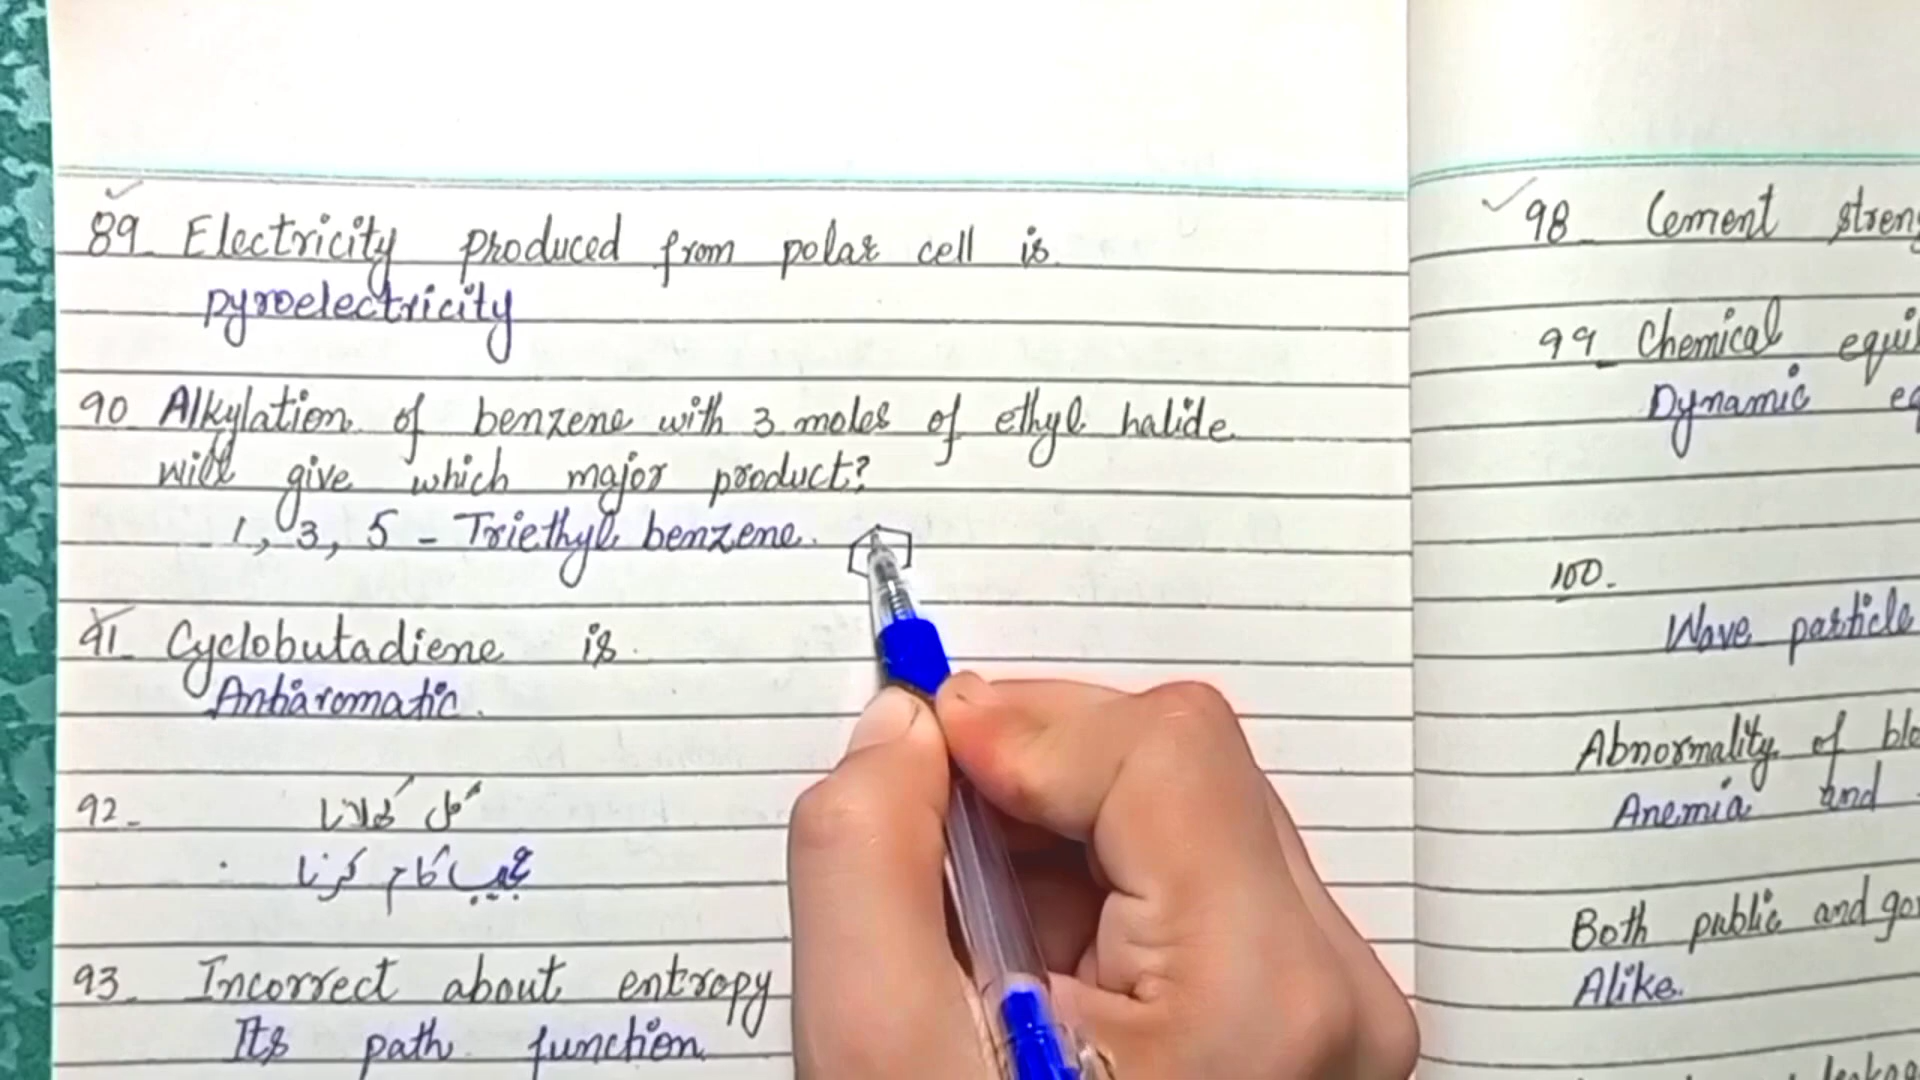 89 Electricity produced from polar cell is
pyroelectricity
90 Alkylation of benzene with 3 moles of ethyl halide
will give which major product?
1, 3, 5 - Triethyl benzene.
91 Cyclobutadiene is.
Antiaromatic.
92- گل کھلانا
عجیب کام کرنا
93. Incorrect about entropy
Its path function
98 Cement
99 Chemical
Dynamic
100.
Wave particle
Abnormality of
Anemia and
Both public and
Alike.